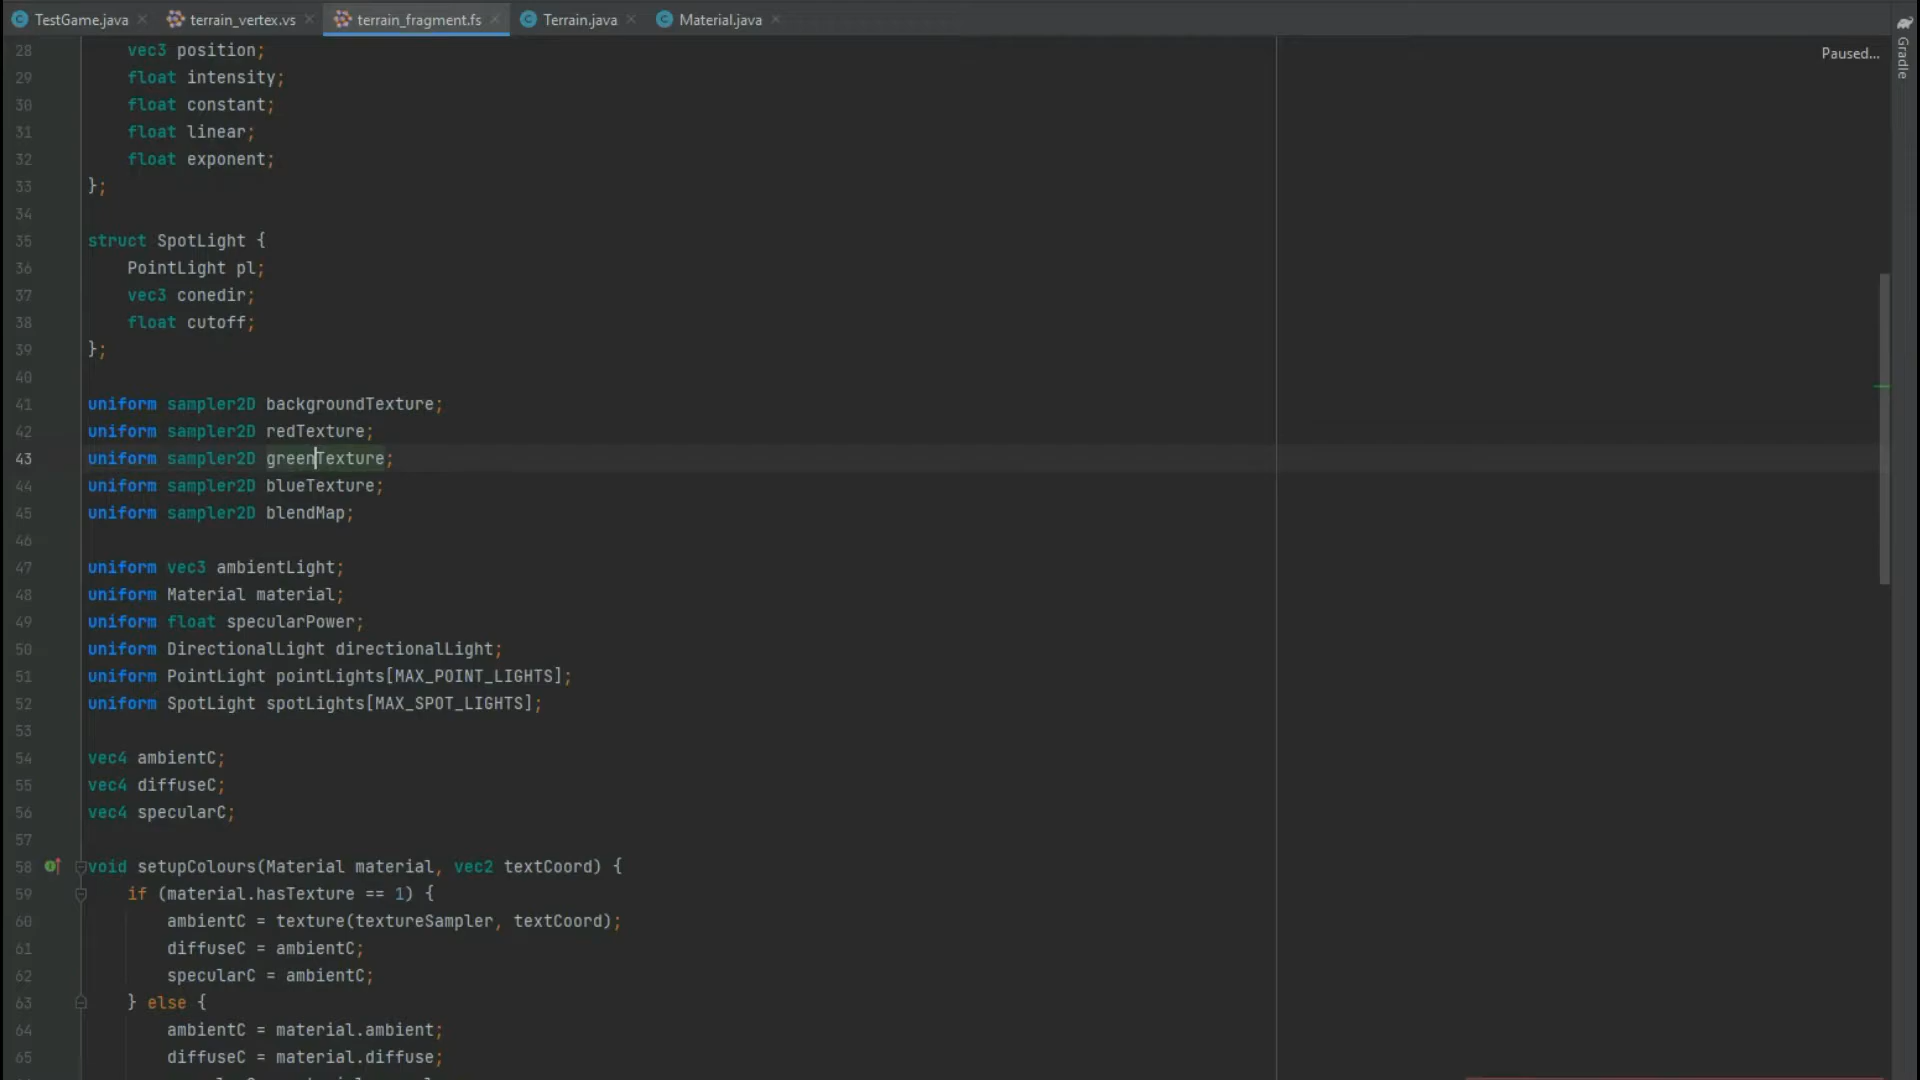 TestGame.java terrain_vertex.vs terrain_fragment.fs Terrain.java Material.java
Gradle
Paused...
28 vec3 position;
29 float intensity;
30 float constant;
31 float linear;
32 float exponent;
33 };
34
35 struct SpotLight {
36 PointLight pl;
37 vec3 conedir;
38 float cutoff;
39 };
40
41 uniform sampler2D backgroundTexture;
42 uniform sampler2D redTexture;
43 uniform sampler2D greenTexture;
44 uniform sampler2D blueTexture;
45 uniform sampler2D blendMap;
46
47 uniform vec3 ambientLight;
48 uniform Material material;
49 uniform float specularPower;
50 uniform DirectionalLight directionalLight;
51 uniform PointLight pointLights[MAX_POINT_LIGHTS];
52 uniform SpotLight spotLights[MAX_SPOT_LIGHTS];
53
54 vec4 ambientC;
55 vec4 diffuseC;
56 vec4 specularC;
57
58 void setupColours(Material material, vec2 textCoord) {
59 if (material.hasTexture == 1) {
60 ambientC = texture(textureSampler, textCoord);
61 diffuseC = ambientC;
62 specularC = ambientC;
63 } else {
64 ambientC = material.ambient;
65 diffuseC = material.diffuse;